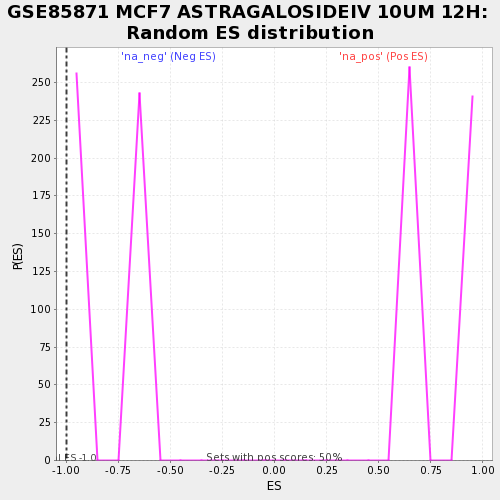 GSE85871 MCF7 ASTRAGALOSIDEIV 10UM 12H:
Random ES distribution
'na_neg' (Neg ES)
'na_pos' (Pos ES)
P(ES)
250
225
200
175
150
125
100
75
50
25
0
ES -1.0
Sets with pos scores: 50%
-1.00 -0.75 -0.50 -0.25 0.00 0.25 0.50 0.75 1.00
ES